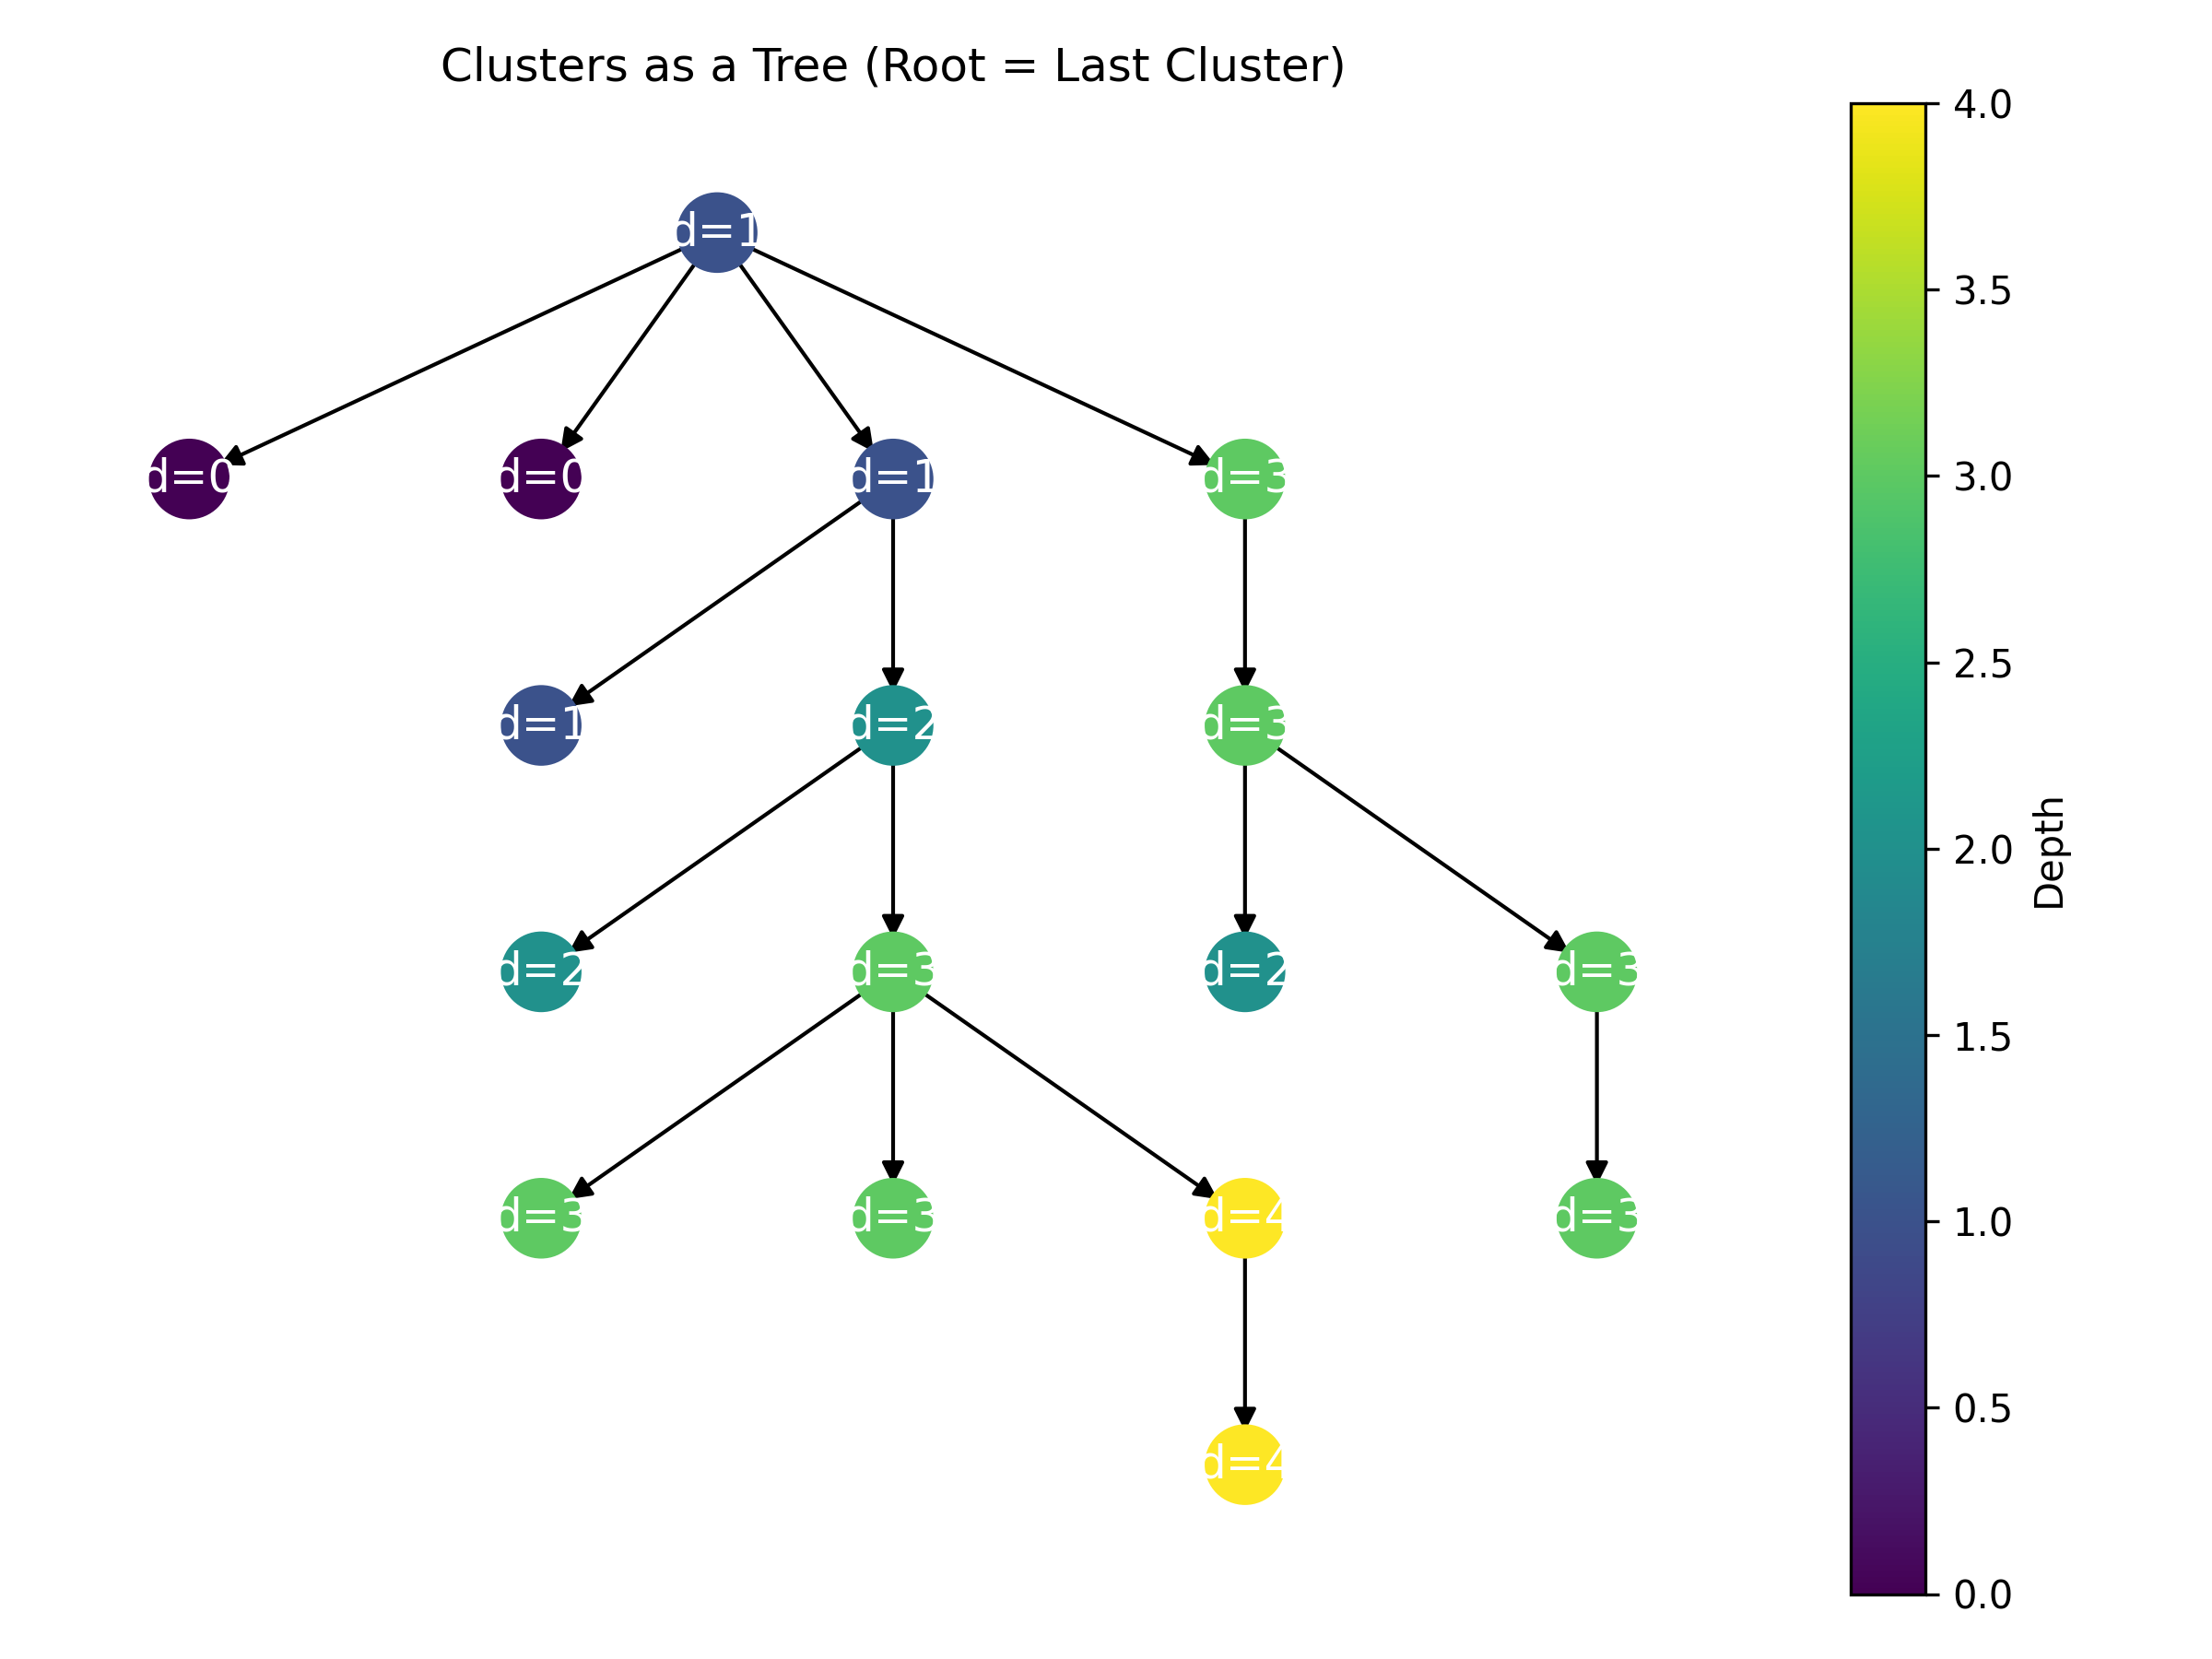 Clusters as a Tree (Root = Last Cluster)
d=1
d=0
d=0
d=1
d=3
d=1
d=2
d=3
d=2
d=3
d=2
d=3
d=3
d=3
d=4
d=3
d=4
4.0
3.5
3.0
2.5
2.0
1.5
1.0
0.5
0.0
Depth